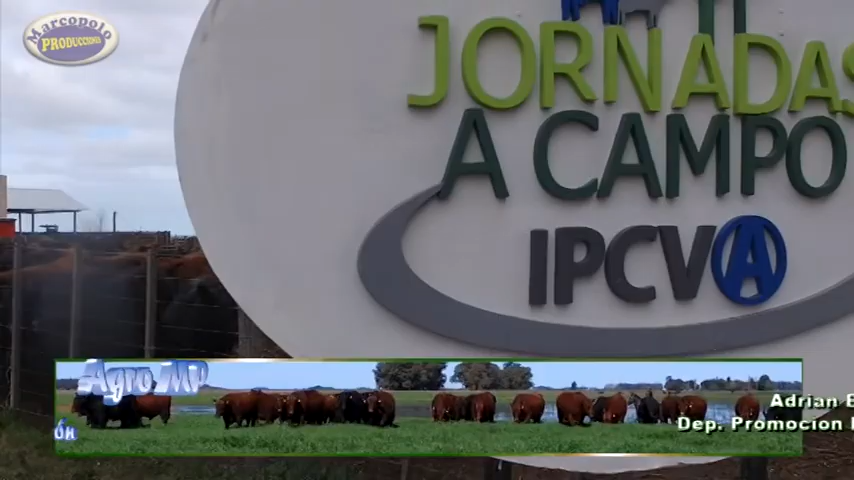 Marcopolo
PRODUCCIONES
JORNADAS
A CAMPO
IPCVA
Agro MP
Adrian
Dep. Promocion